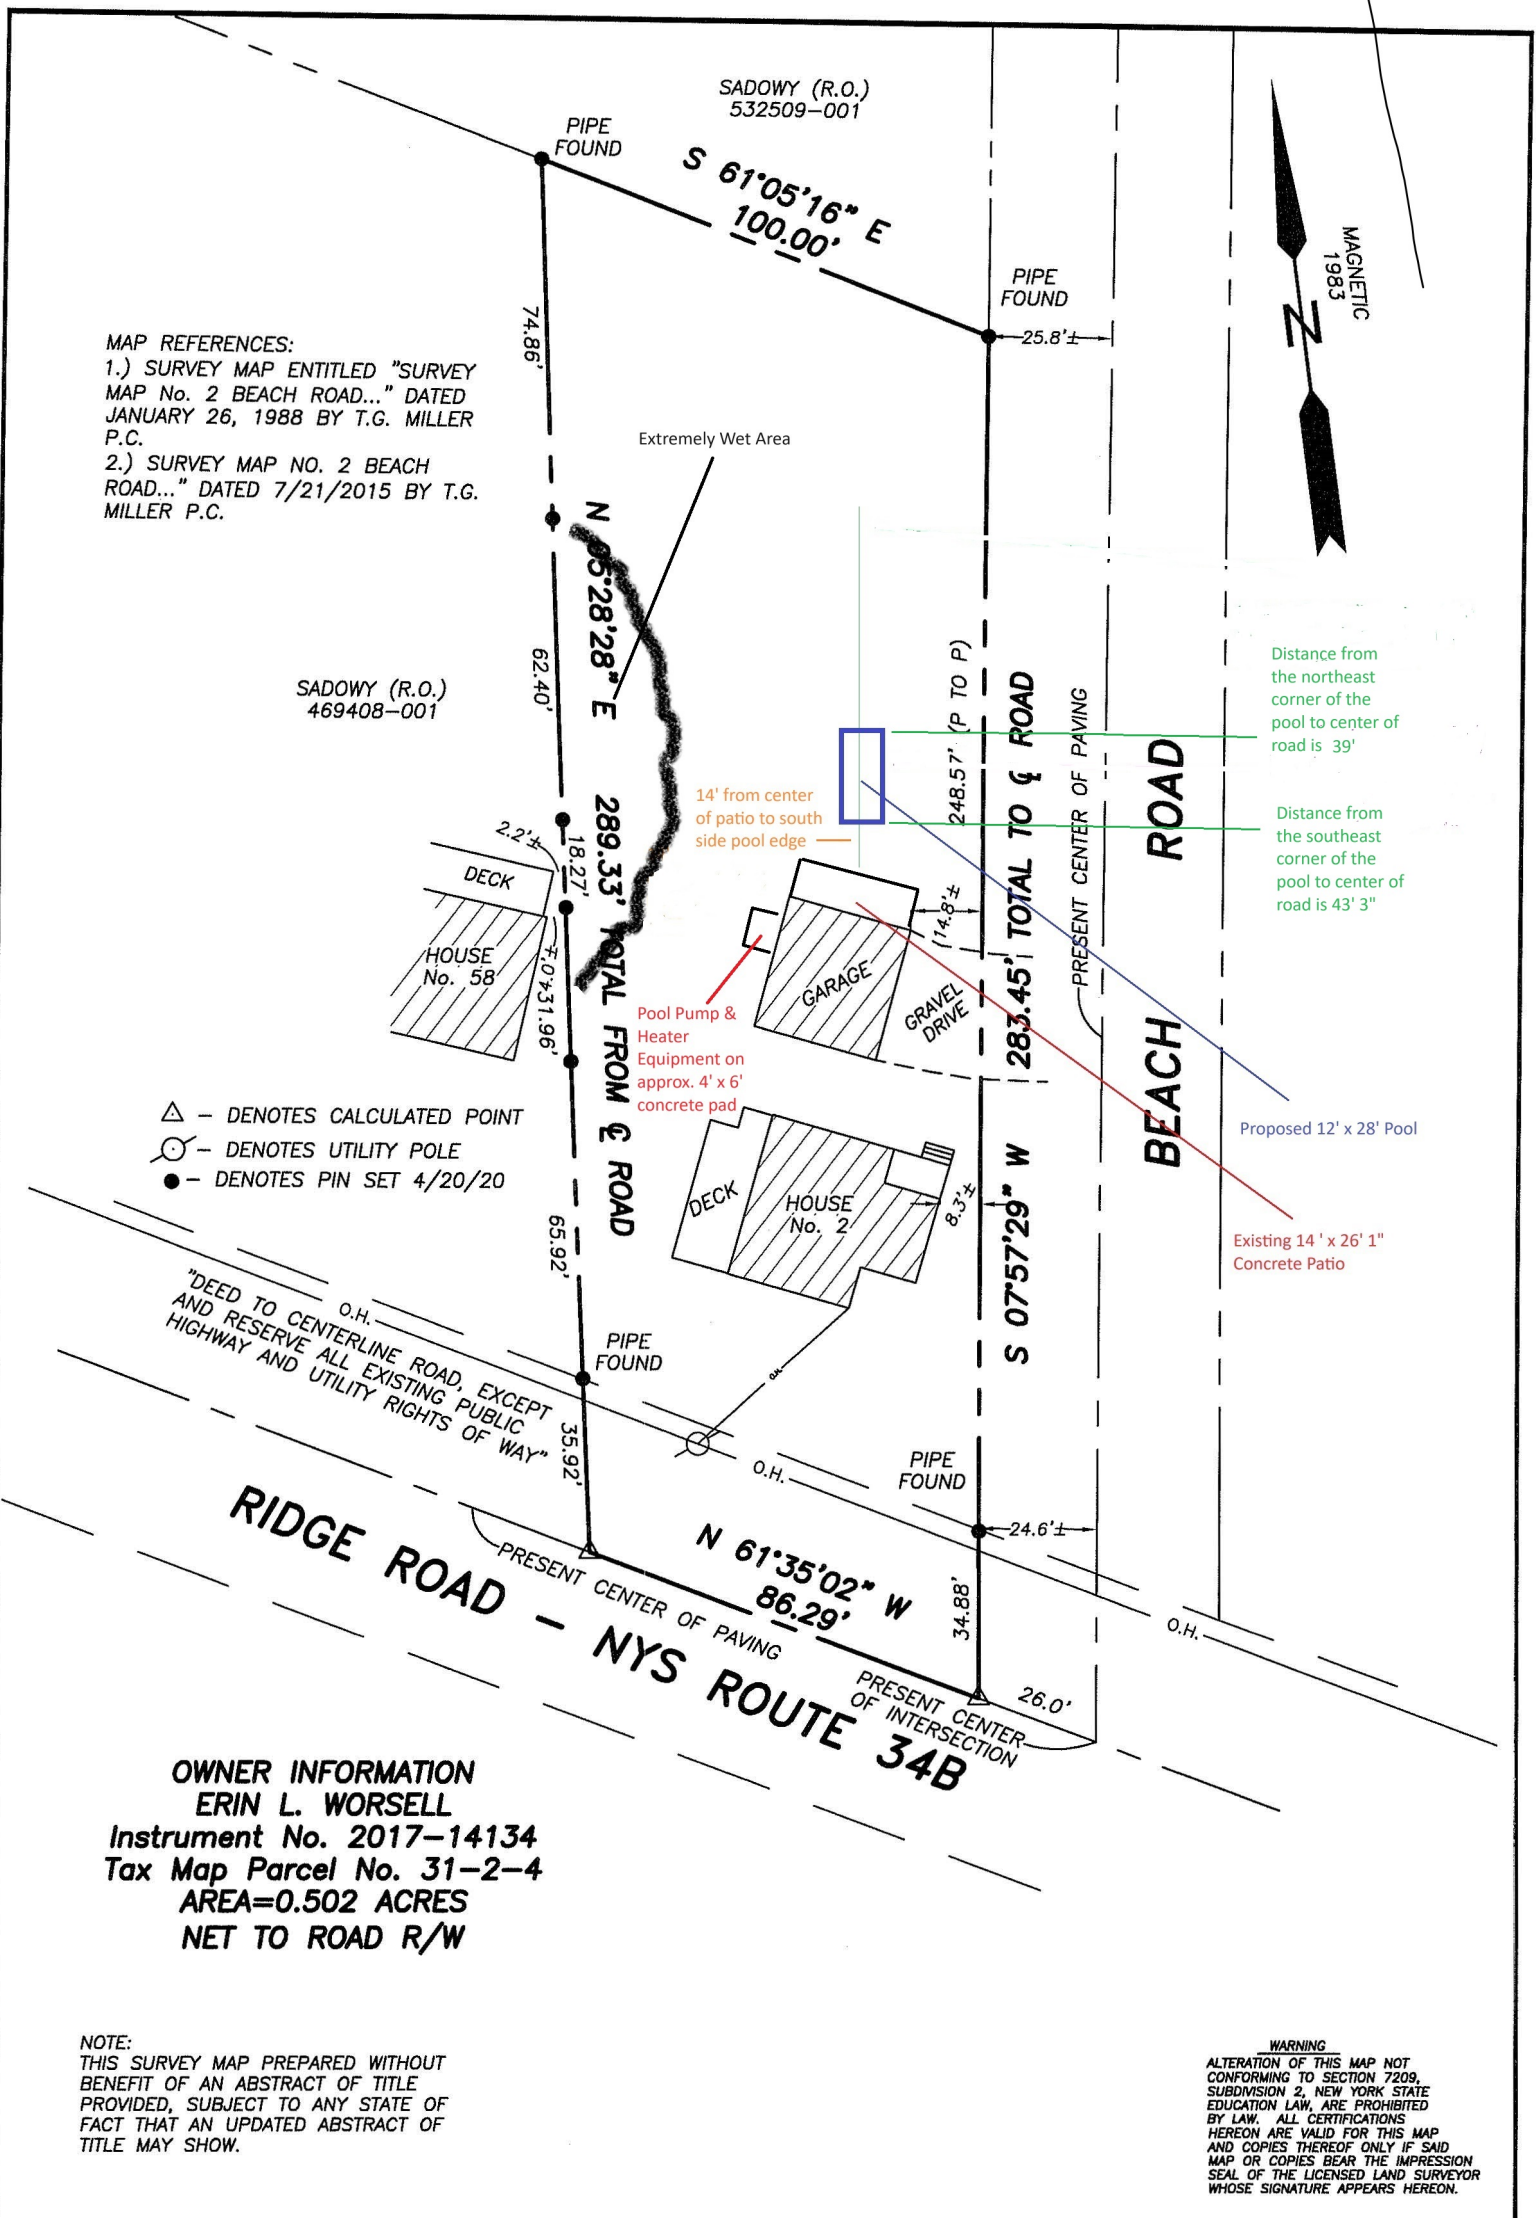 SADOWY (R.O.)
532509-001
PIPE
FOUND
S 61°05'16" E
100.00'
PIPE
FOUND
25.8'±
MAGNETIC
1983
N
74.86'
MAP REFERENCES:
1.) SURVEY MAP ENTITLED "SURVEY
MAP No. 2 BEACH ROAD..." DATED
JANUARY 26, 1988 BY T.G. MILLER
P.C.
2.) SURVEY MAP NO. 2 BEACH
ROAD..." DATED 7/21/2015 BY T.G.
MILLER P.C.
Extremely Wet Area
N 05°28'28" E 289.33' TOTAL FROM ℄ ROAD
62.40'
SADOWY (R.O.)
469408-001
248.57' (P TO P)
S 07°57'29" W 283.45' TOTAL TO ℄ ROAD
PRESENT CENTER OF PAVING
BEACH ROAD
Distance from
the northeast
corner of the
pool to center of
road is 39'
14' from center
of patio to south
side pool edge
Distance from
the southeast
corner of the
pool to center of
road is 43' 3"
2.2'±
18.27'
DECK
HOUSE
No. 58
4.0'±
31.96'
(14.8'±
GARAGE
GRAVEL
DRIVE
Pool Pump &
Heater
Equipment on
approx. 4' x 6'
concrete pad
Proposed 12' x 28' Pool
△ - DENOTES CALCULATED POINT
- DENOTES UTILITY POLE
● - DENOTES PIN SET 4/20/20
DECK
HOUSE
No. 2
8.3'±
Existing 14 ' x 26' 1"
Concrete Patio
65.92'
"DEED TO CENTERLINE ROAD, EXCEPT
AND RESERVE ALL EXISTING PUBLIC
HIGHWAY AND UTILITY RIGHTS OF WAY"
O.H.
PIPE
FOUND
OH
35.92'
O.H.
PIPE
FOUND
24.6'±
34.88'
O.H.
N 61°35'02" W
86.29'
PRESENT CENTER OF PAVING
PRESENT CENTER
OF INTERSECTION
26.0'
RIDGE ROAD - NYS ROUTE 34B
OWNER INFORMATION
ERIN L. WORSELL
Instrument No. 2017-14134
Tax Map Parcel No. 31-2-4
AREA=0.502 ACRES
NET TO ROAD R/W
NOTE:
THIS SURVEY MAP PREPARED WITHOUT
BENEFIT OF AN ABSTRACT OF TITLE
PROVIDED, SUBJECT TO ANY STATE OF
FACT THAT AN UPDATED ABSTRACT OF
TITLE MAY SHOW.
WARNING
ALTERATION OF THIS MAP NOT
CONFORMING TO SECTION 7209,
SUBDIVISION 2, NEW YORK STATE
EDUCATION LAW, ARE PROHIBITED
BY LAW. ALL CERTIFICATIONS
HEREON ARE VALID FOR THIS MAP
AND COPIES THEREOF ONLY IF SAID
MAP OR COPIES BEAR THE IMPRESSION
SEAL OF THE LICENSED LAND SURVEYOR
WHOSE SIGNATURE APPEARS HEREON.